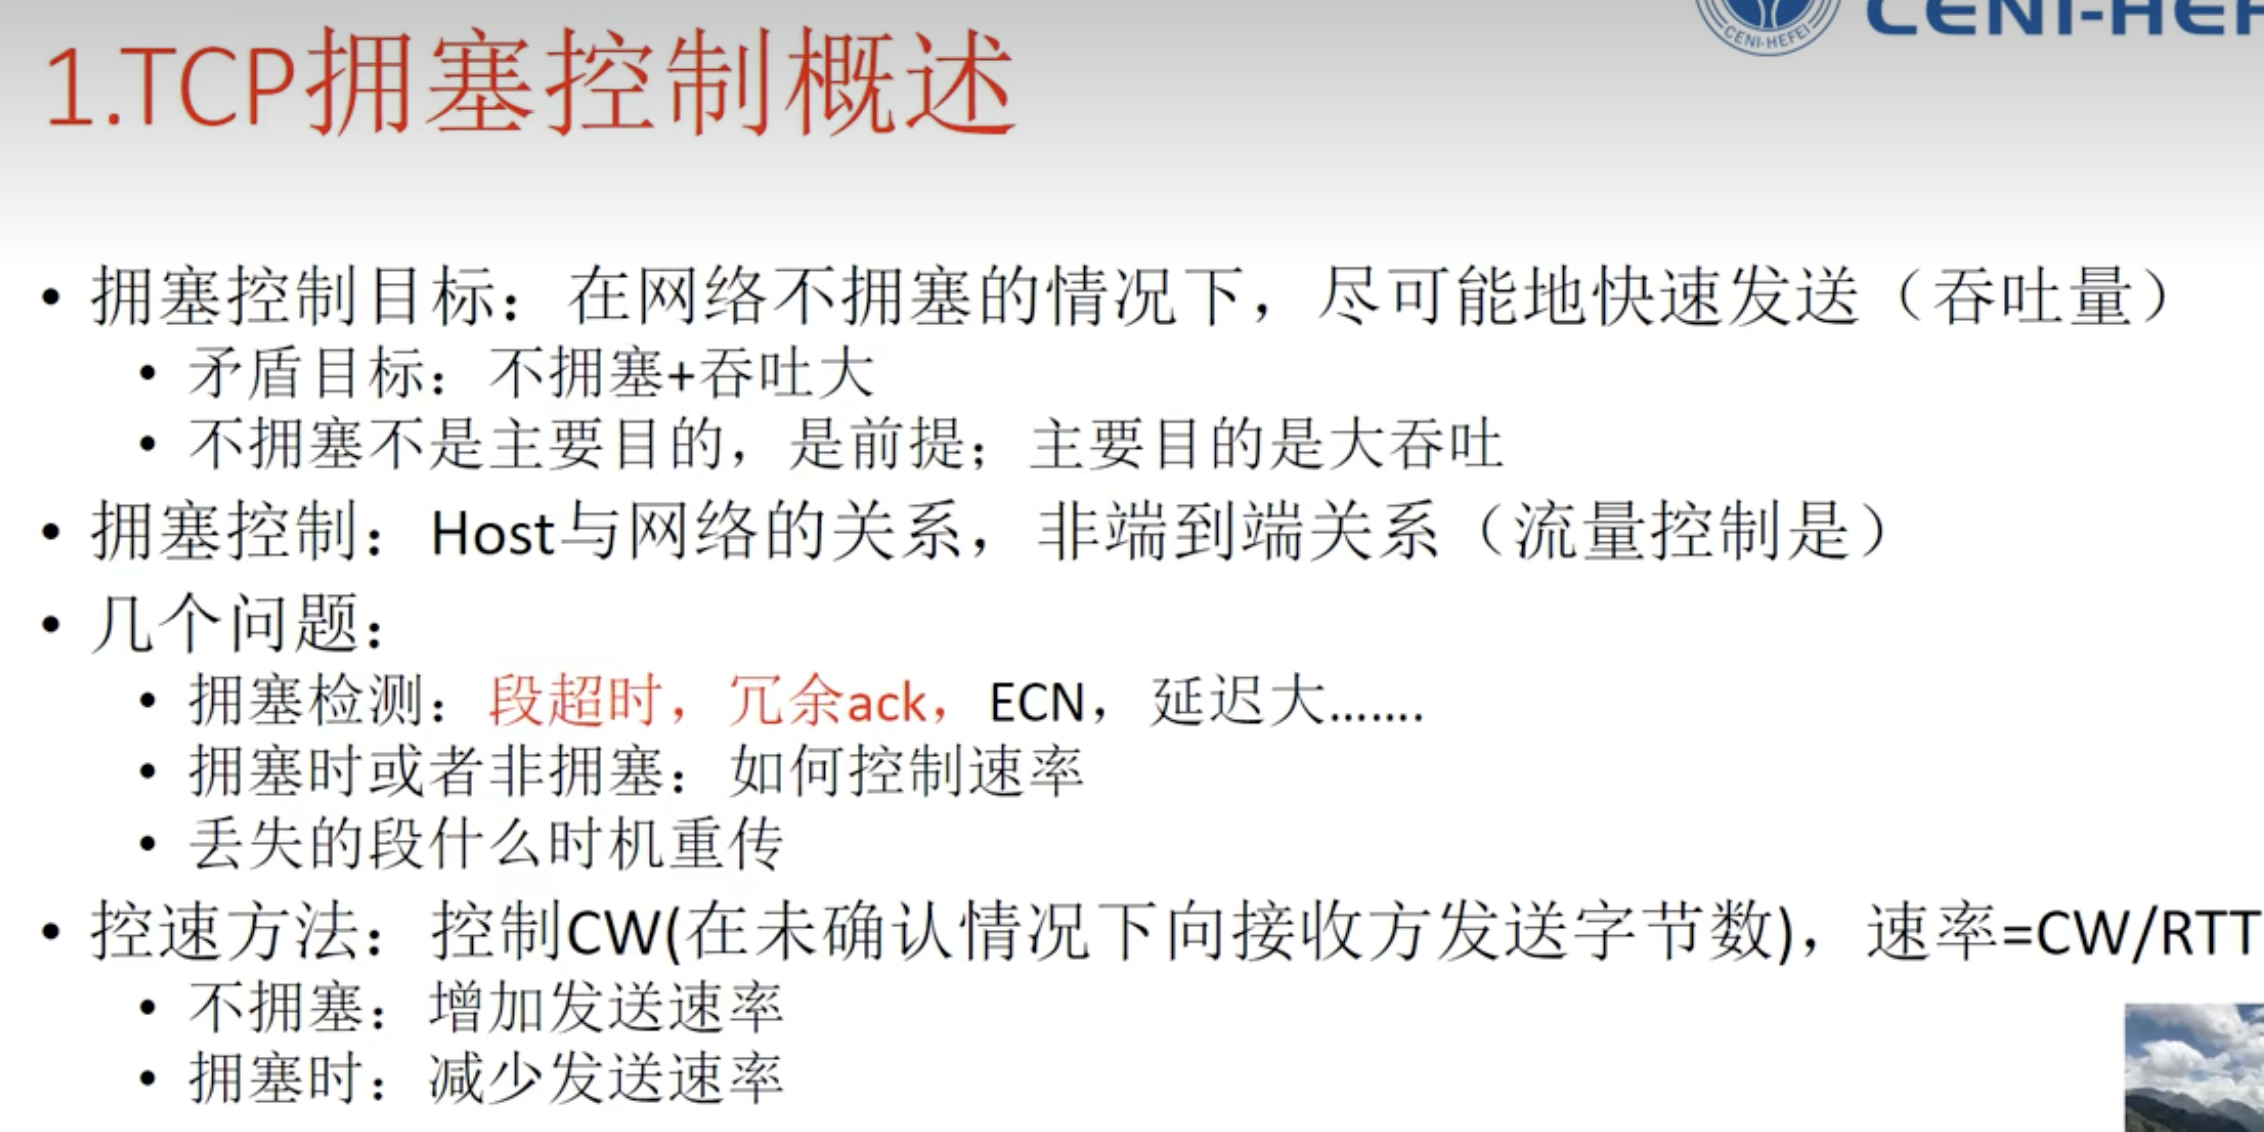 CENI-HEFEI
1.TCP拥塞控制概述
• 拥塞控制目标：在网络不拥塞的情况下，尽可能地快速发送（吞吐量）
• 矛盾目标：不拥塞+吞吐大
• 不拥塞不是主要目的，是前提；主要目的是大吞吐
• 拥塞控制：Host与网络的关系，非端到端关系（流量控制是）
• 几个问题：
• 拥塞检测：段超时，冗余ack，ECN，延迟大.......
• 拥塞时或者非拥塞：如何控制速率
• 丢失的段什么时机重传
• 控速方法：控制CW(在未确认情况下向接收方发送字节数)，速率=CW/RTT
• 不拥塞：增加发送速率
• 拥塞时：减少发送速率